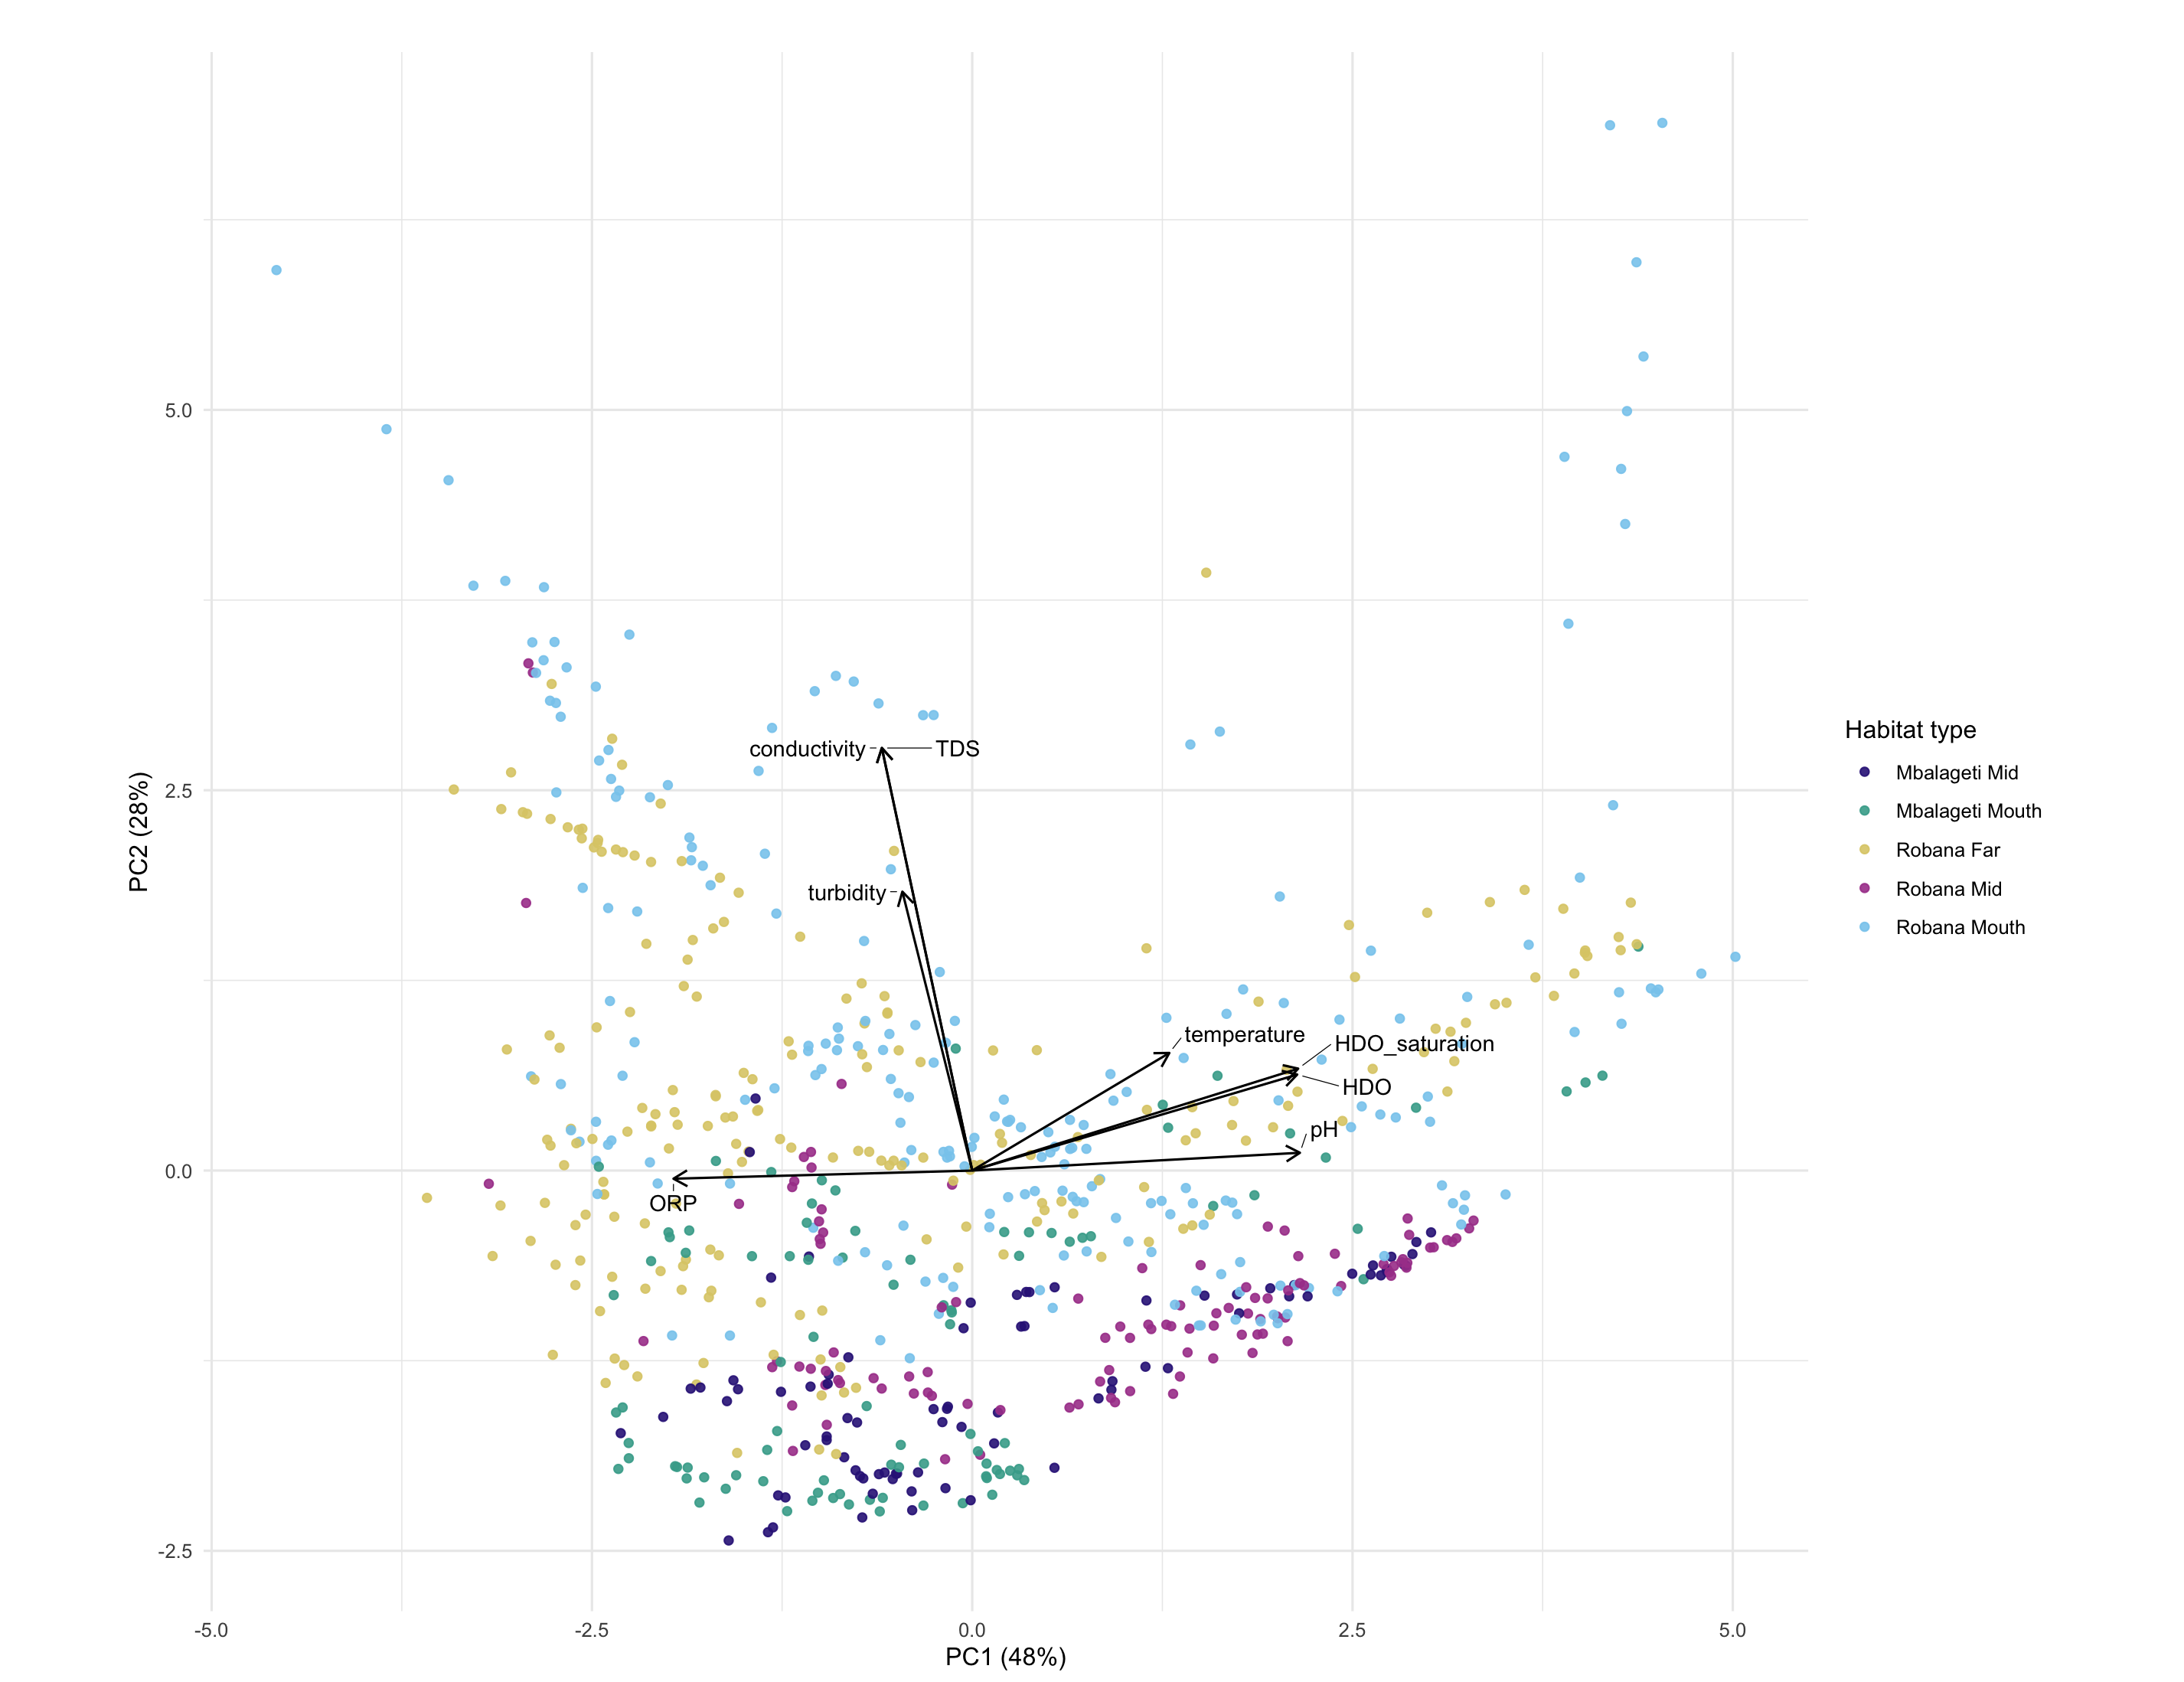 5.0
2.5
0.0
-2.5
PC2 (28%)
conductivity
TDS
turbidity
temperature
HDO_saturation
HDO
pH
ORP
-5.0
-2.5
0.0
2.5
5.0
PC1 (48%)
Habitat type
Mbalageti Mid
Mbalageti Mouth
Robana Far
Robana Mid
Robana Mouth